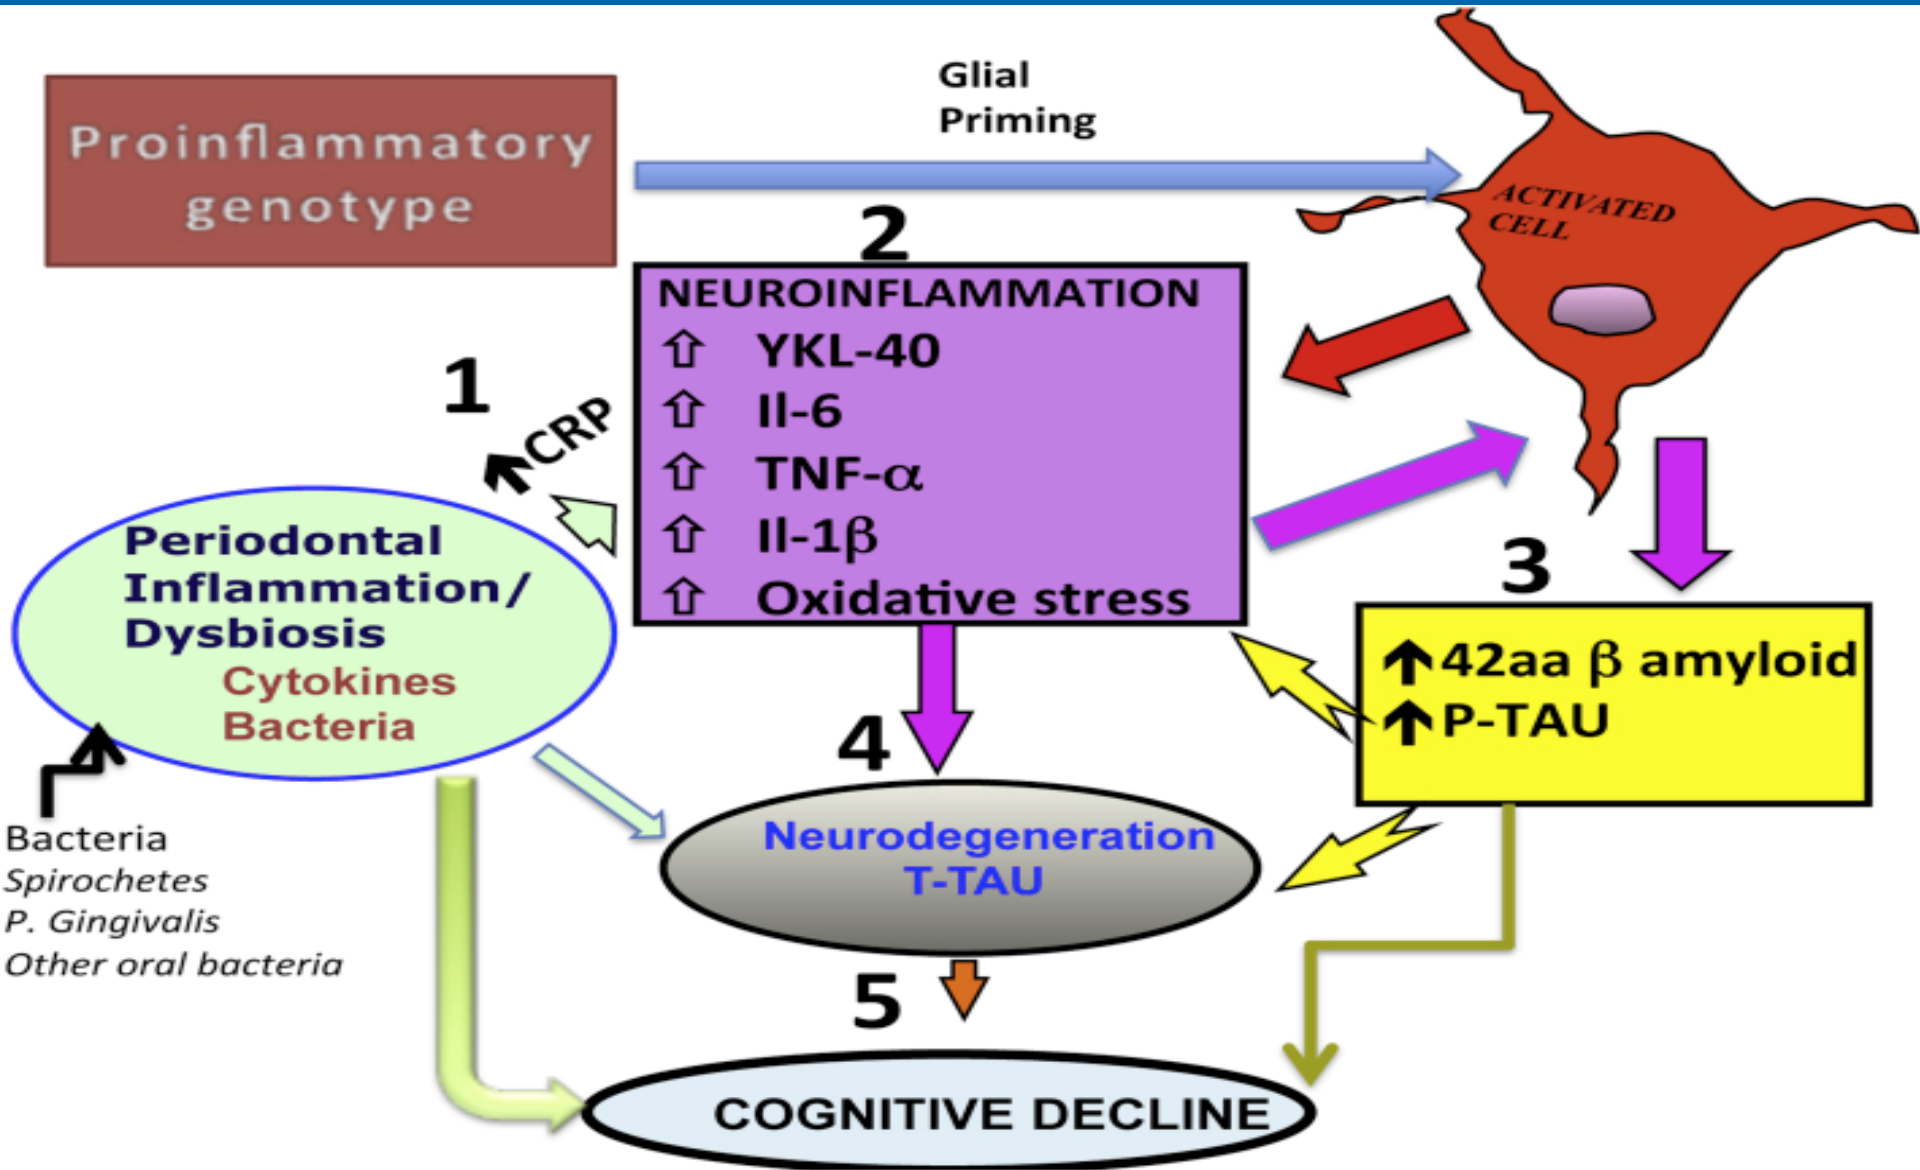 Proinflammatory
genotype
Glial
Priming
ACTIVATED
CELL
2
NEUROINFLAMMATION
⇧ YKL-40
⇧ Il-6
⇧ TNF-α
⇧ Il-1β
⇧ Oxidative stress
1
↑CRP
Periodontal
Inflammation/
Dysbiosis
Cytokines
Bacteria
Bacteria
Spirochetes
P. Gingivalis
Other oral bacteria
3
↑42aa β amyloid
↑P-TAU
4
Neurodegeneration
T-TAU
5
COGNITIVE DECLINE